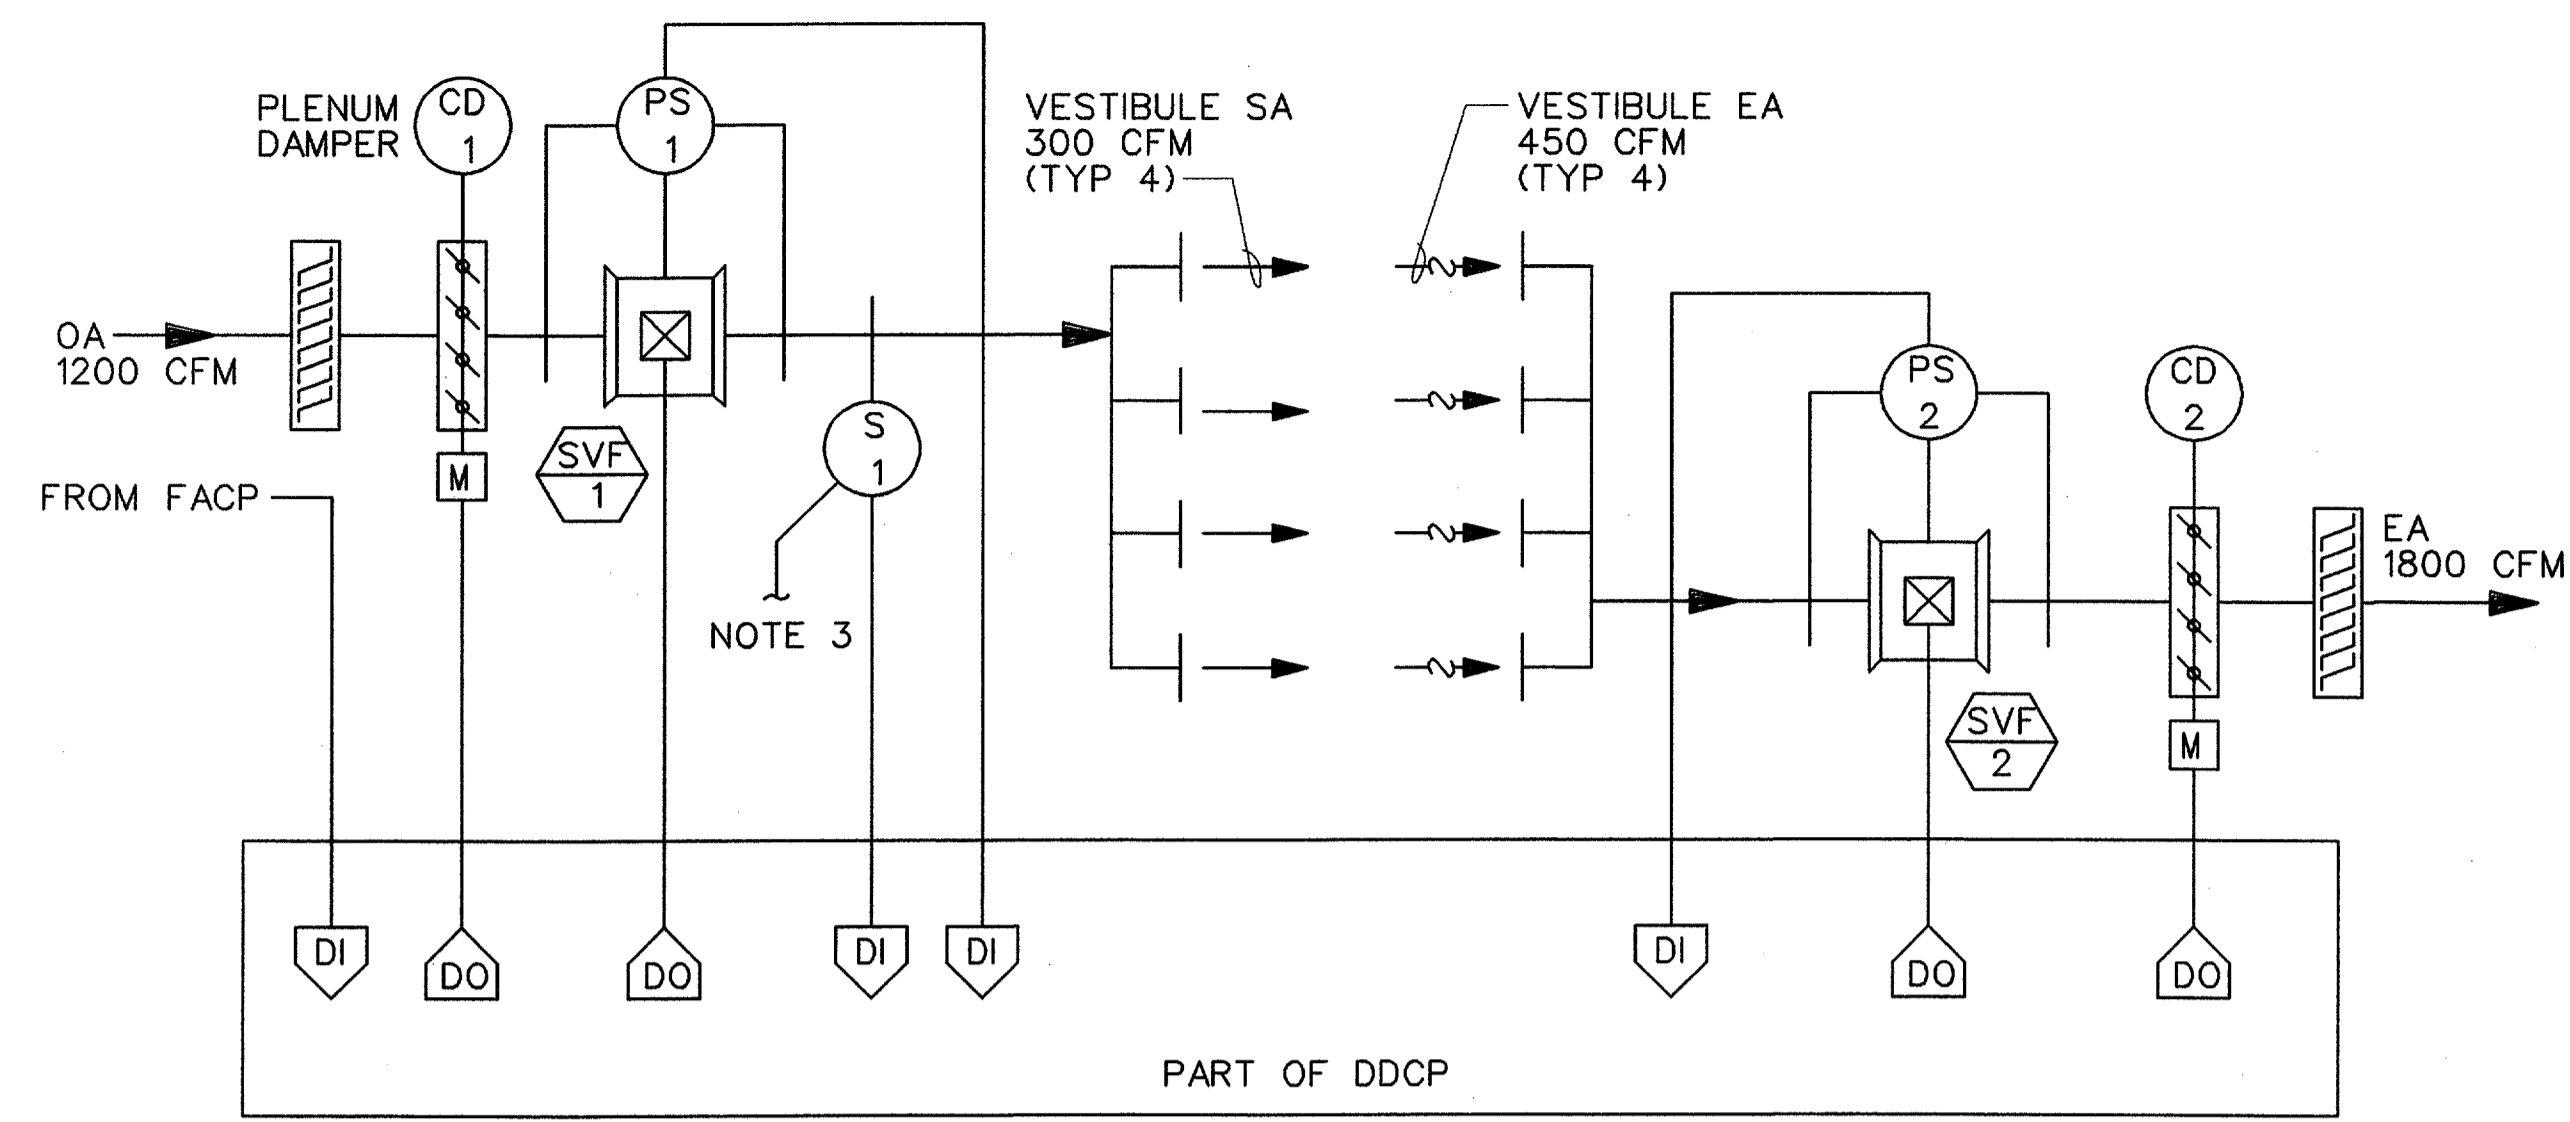 PLENUM
DAMPER
CD
1
PS
1
VESTIBULE SA
300 CFM
(TYP 4)
VESTIBULE EA
450 CFM
(TYP 4)
OA
1200 CFM
M
SVF
1
S
1
FROM FACP
NOTE 3
PS
2
CD
2
EA
1800 CFM
SVF
2
M
DI
DO
DO
DI
DI
DI
DO
DO
PART OF DDCP